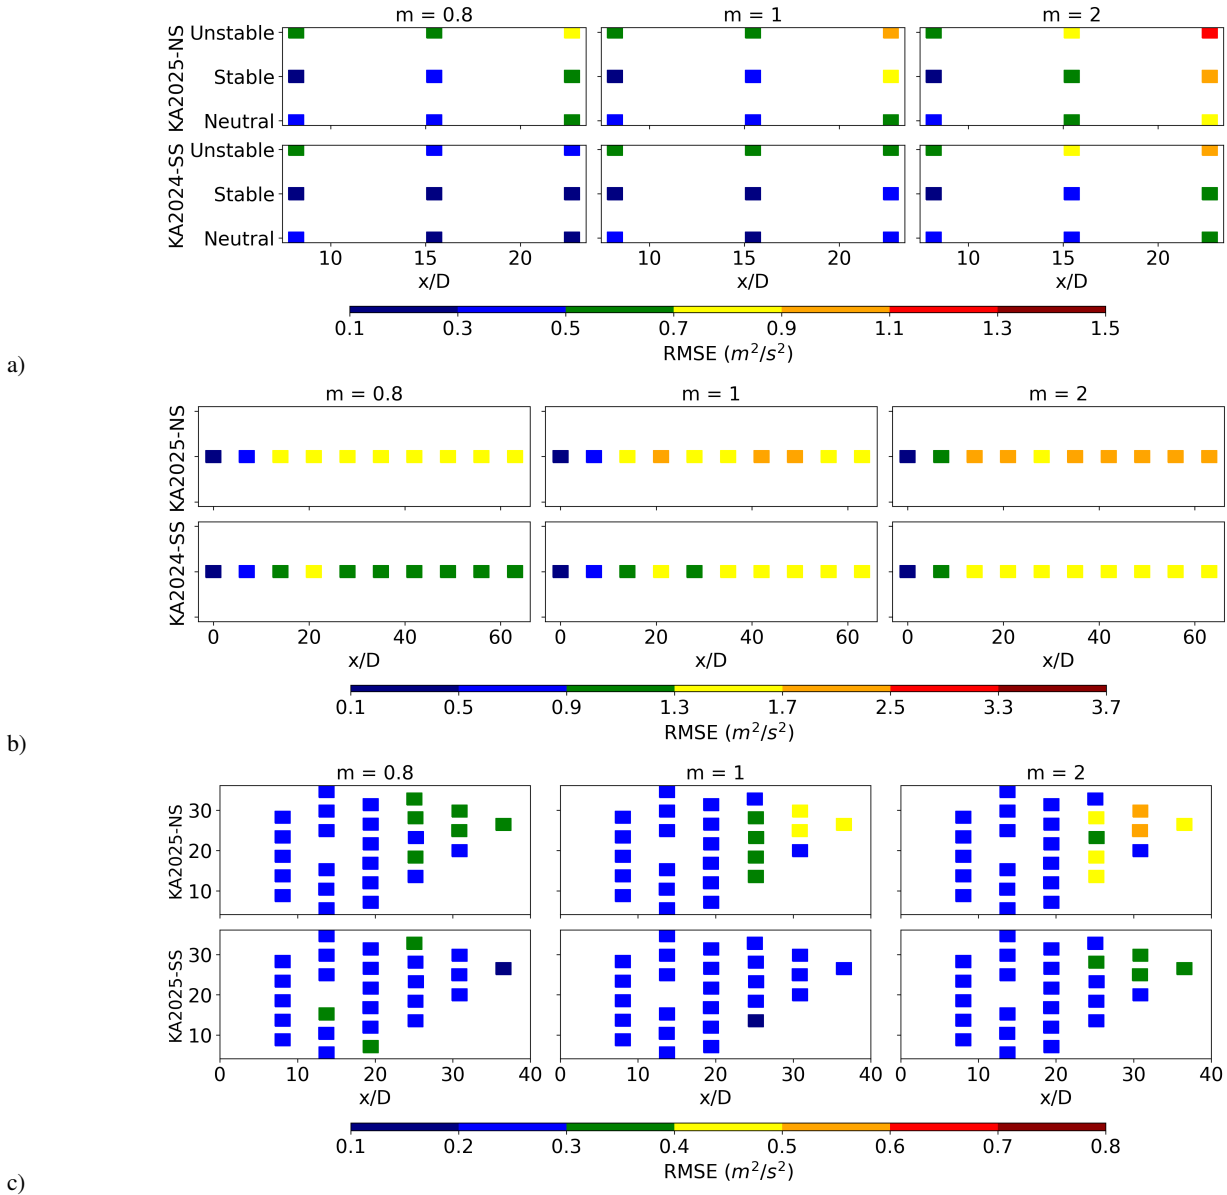 m = 0.8 m = 1 m = 2
KA2025-NS
Unstable
Stable
Neutral
KA2024-SS
Unstable
Stable
Neutral
10 15 20 10 15 20 10 15 20
x/D x/D x/D
0.1 0.3 0.5 0.7 0.9 1.1 1.3 1.5
RMSE (m²/s²)
a)
m = 0.8 m = 1 m = 2
KA2025-NS
KA2024-SS
0 20 40 60 0 20 40 60 0 20 40 60
x/D x/D x/D
0.1 0.5 0.9 1.3 1.7 2.5 3.3 3.7
RMSE (m²/s²)
b)
m = 0.8 m = 1 m = 2
KA2025-NS
30
20
10
KA2025-SS
30
20
10
0 10 20 30 40 0 10 20 30 40 0 10 20 30 40
x/D x/D x/D
0.1 0.2 0.3 0.4 0.5 0.6 0.7 0.8
RMSE (m²/s²)
c)